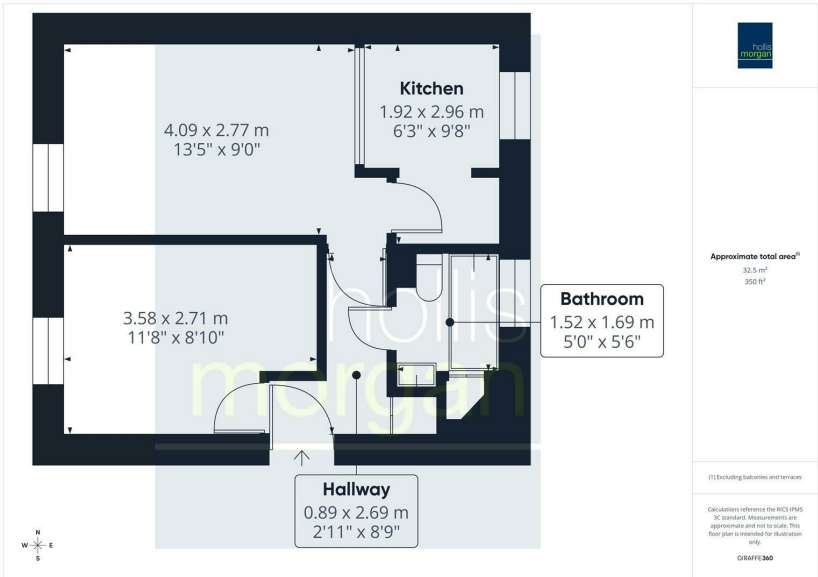 Kitchen
1.92 x 2.96 m
6'3" x 9'8"
4.09 x 2.77 m
13'5" x 9'0"
3.58 x 2.71 m
11'8" x 8'10"
Bathroom
1.52 x 1.69 m
5'0" x 5'6"
Hallway
0.89 x 2.69 m
2'11" x 8'9"
hollis
morgan
N
W E
S
hollis
morgan
Approximate total area(1)
32.5 m²
350 ft²
(1) Excluding balconies and terraces
Calculations reference the RICS IPMS
3C standard. Measurements are
approximate and not to scale. This
floor plan is intended for illustration
only.
GIRAFFE360